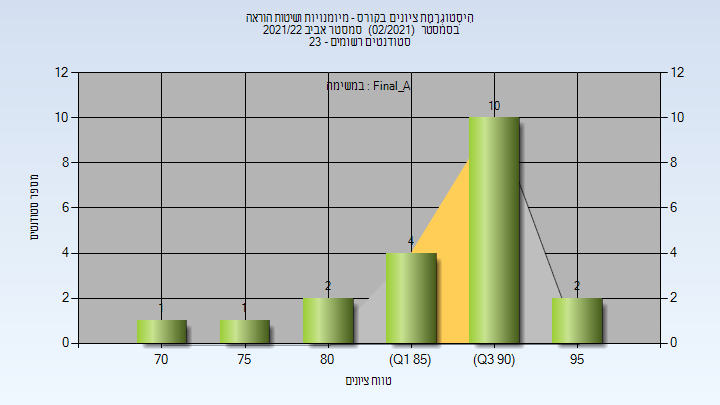 היסטוגרמת ציונים בקורס - מיומנויות ושיטות הוראה
בסמסטר (02/2021) סמסטר אביב 2021/22
סטודנטים רשומים - 23
במשימה : Final_A
מספר סטודנטים
12 12
10 10
8 8
6 6
4 4
2 2
0 0
1 1 2 4 10 2
70 75 80 (Q1 85) (Q3 90) 95
טווח ציונים